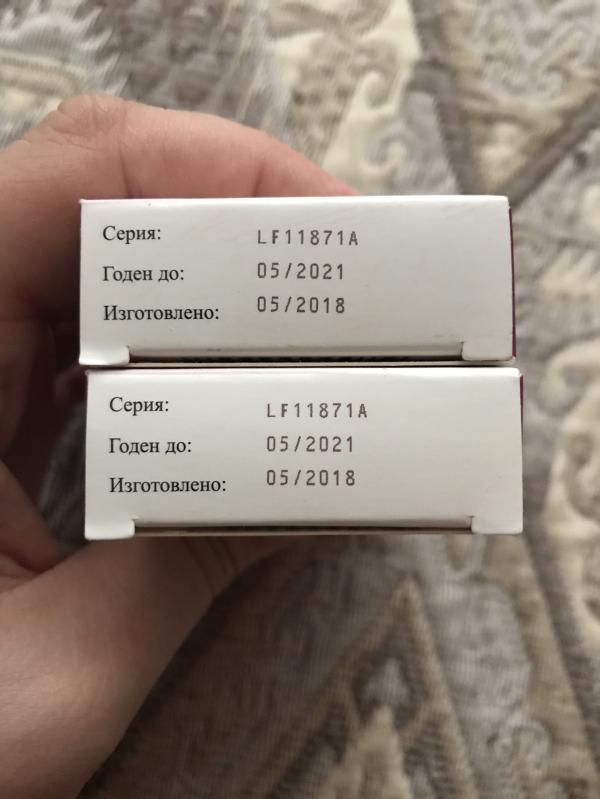 Серия: LF11871A
Годен до: 05/2021
Изготовлено: 05/2018
Серия: LF11871A
Годен до: 05/2021
Изготовлено: 05/2018